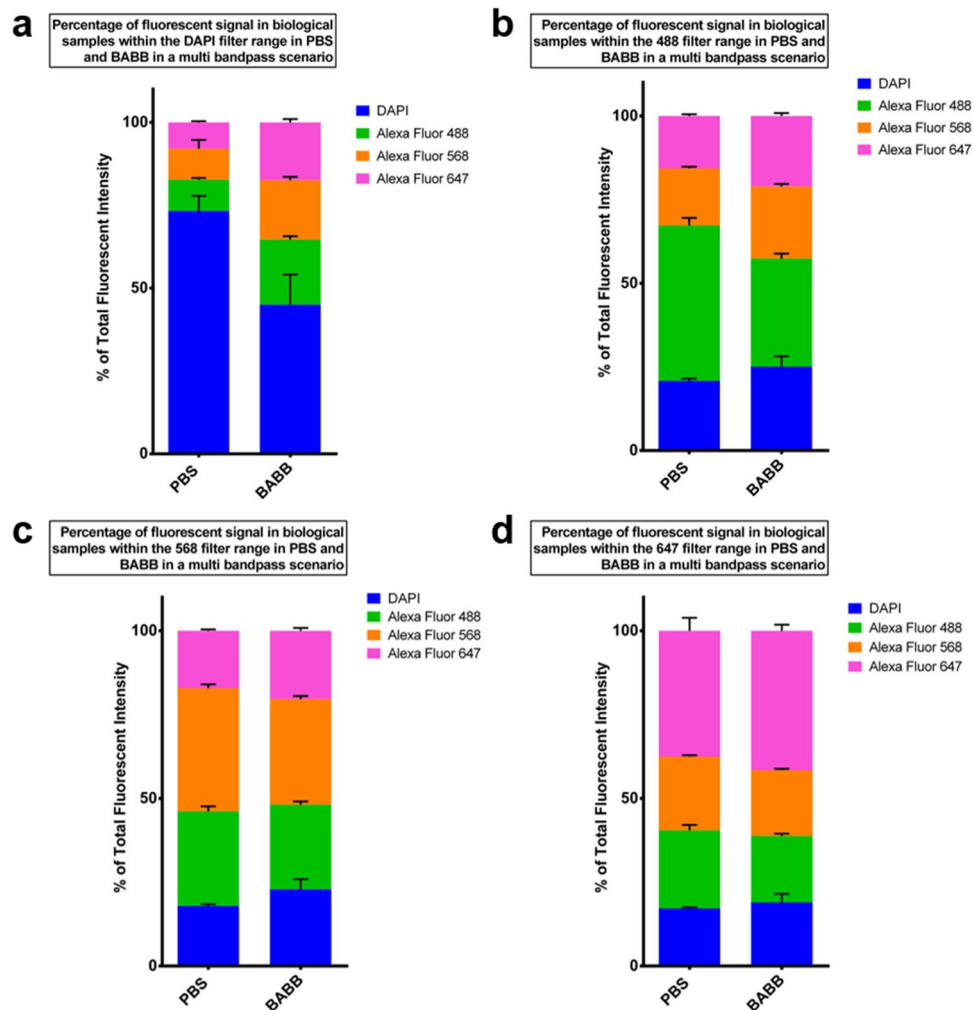 a
Percentage of fluorescent signal in biological
samples within the DAPI filter range in PBS
and BABB in a multi bandpass scenario
% of Total Fluorescent Intensity
100
50
0
PBS
BABB
DAPI
Alexa Fluor 488
Alexa Fluor 568
Alexa Fluor 647
b
Percentage of fluorescent signal in biological
samples within the 488 filter range in PBS and
BABB in a multi bandpass scenario
% of Total Fluorescent Intensity
100
50
0
PBS
BABB
DAPI
Alexa Fluor 488
Alexa Fluor 568
Alexa Fluor 647
c
Percentage of fluorescent signal in biological
samples within the 568 filter range in PBS and
BABB in a multi bandpass scenario
% of Total Fluorescent Intensity
100
50
0
PBS
BABB
DAPI
Alexa Fluor 488
Alexa Fluor 568
Alexa Fluor 647
d
Percentage of fluorescent signal in biological
samples within the 647 filter range in PBS and
BABB in a multi bandpass scenario
% of Total Fluorescent Intensity
100
50
0
PBS
BABB
DAPI
Alexa Fluor 488
Alexa Fluor 568
Alexa Fluor 647